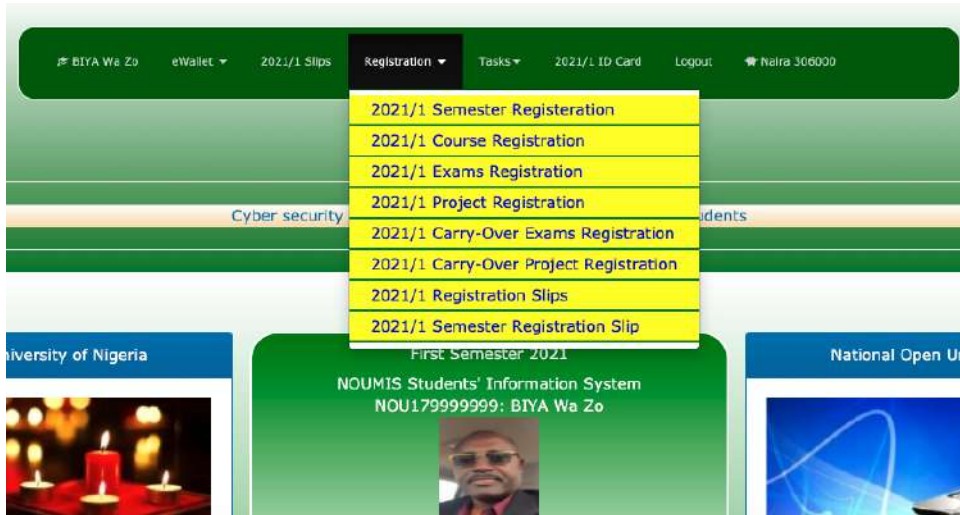 BIYA Wa Zo eWallet 2021/1 Slips Registration Tasks 2021/1 ID Card Logout Naira 306000
2021/1 Semester Registeration
2021/1 Course Registration
2021/1 Exams Registration
2021/1 Project Registration
Cyber security
2021/1 Carry-Over Exams Registration
2021/1 Carry-Over Project Registration
2021/1 Registration Slips
2021/1 Semester Registration Slip
iversity of Nigeria
First Semester 2021
National Open Un
NOUMIS Students' Information System
NOU179999999: BIYA Wa Zo